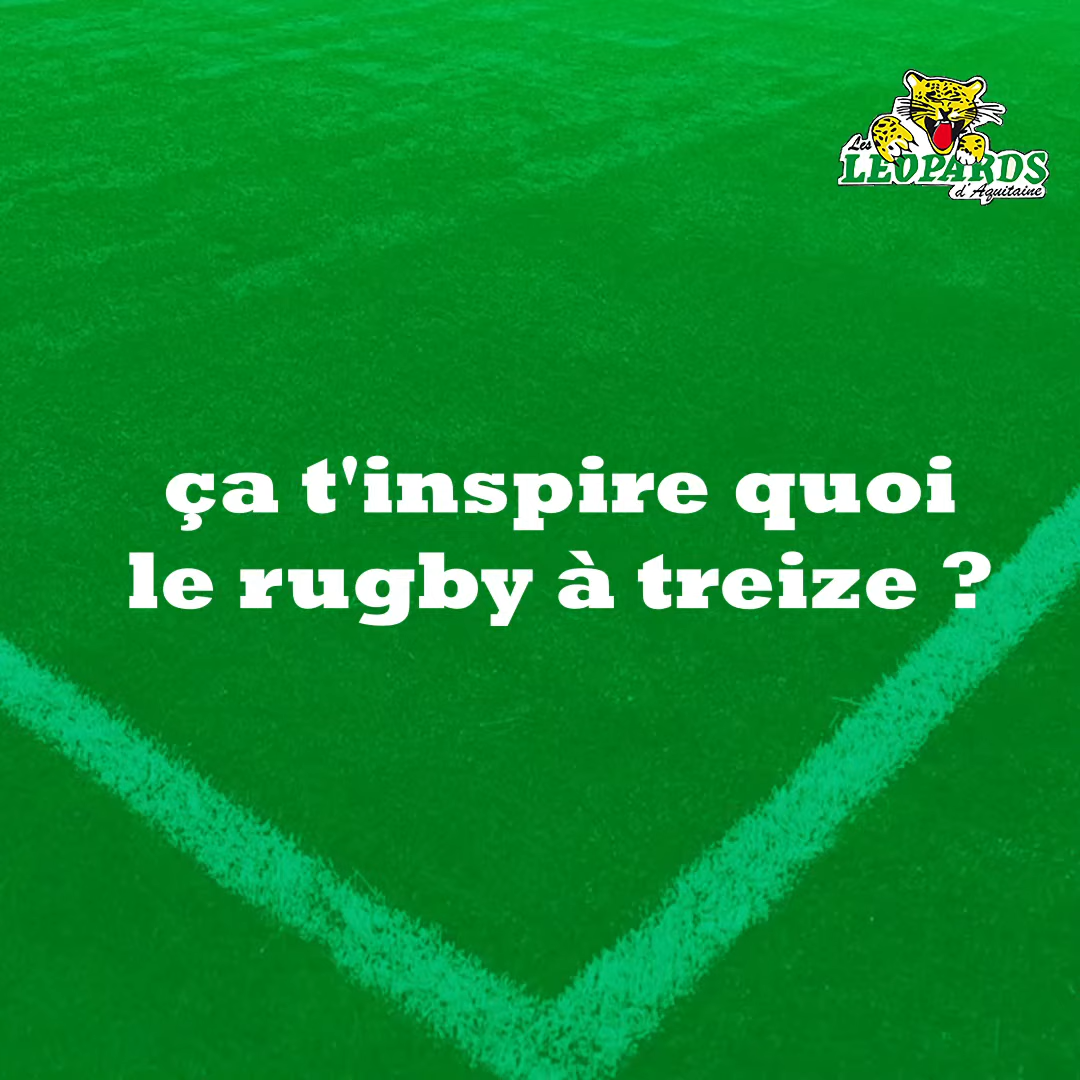 Les
LEOPARDS
d'Aquitaine
ça t'inspire quoi
le rugby à treize ?